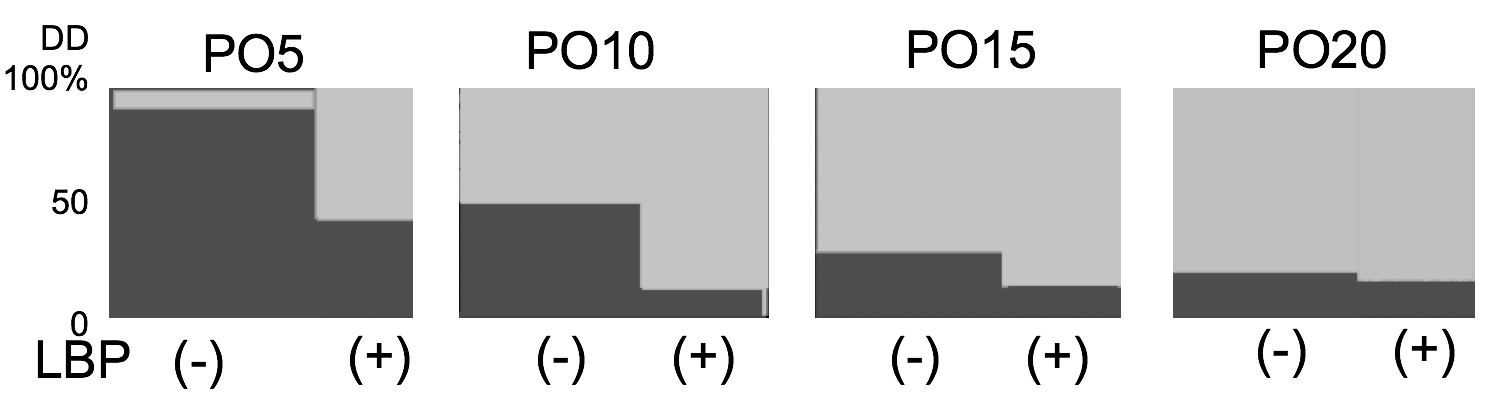 DD PO5 PO10 PO15 PO20
100%
50
0
LBP (-) (+) (-) (+) (-) (+) (-) (+)